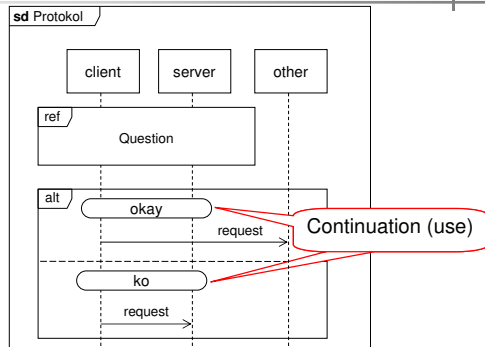 sd Protokol
client server other
ref
Question
alt
okay
request
Continuation (use)
ko
request